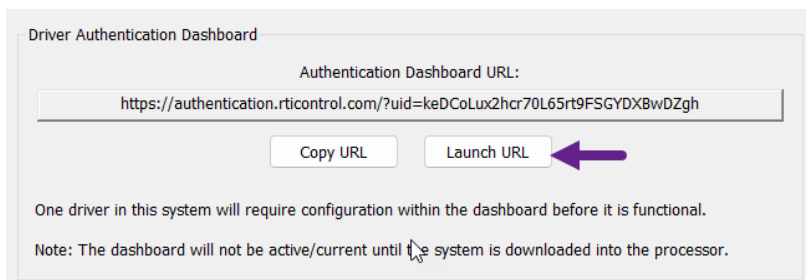 Driver Authentication Dashboard
Authentication Dashboard URL:
https://authentication.rticontrol.com/?uid=keDCoLux2hcr70L65rt9FSGYDXBwDZgh
Copy URL
Launch URL
One driver in this system will require configuration within the dashboard before it is functional.
Note: The dashboard will not be active/current until the system is downloaded into the processor.